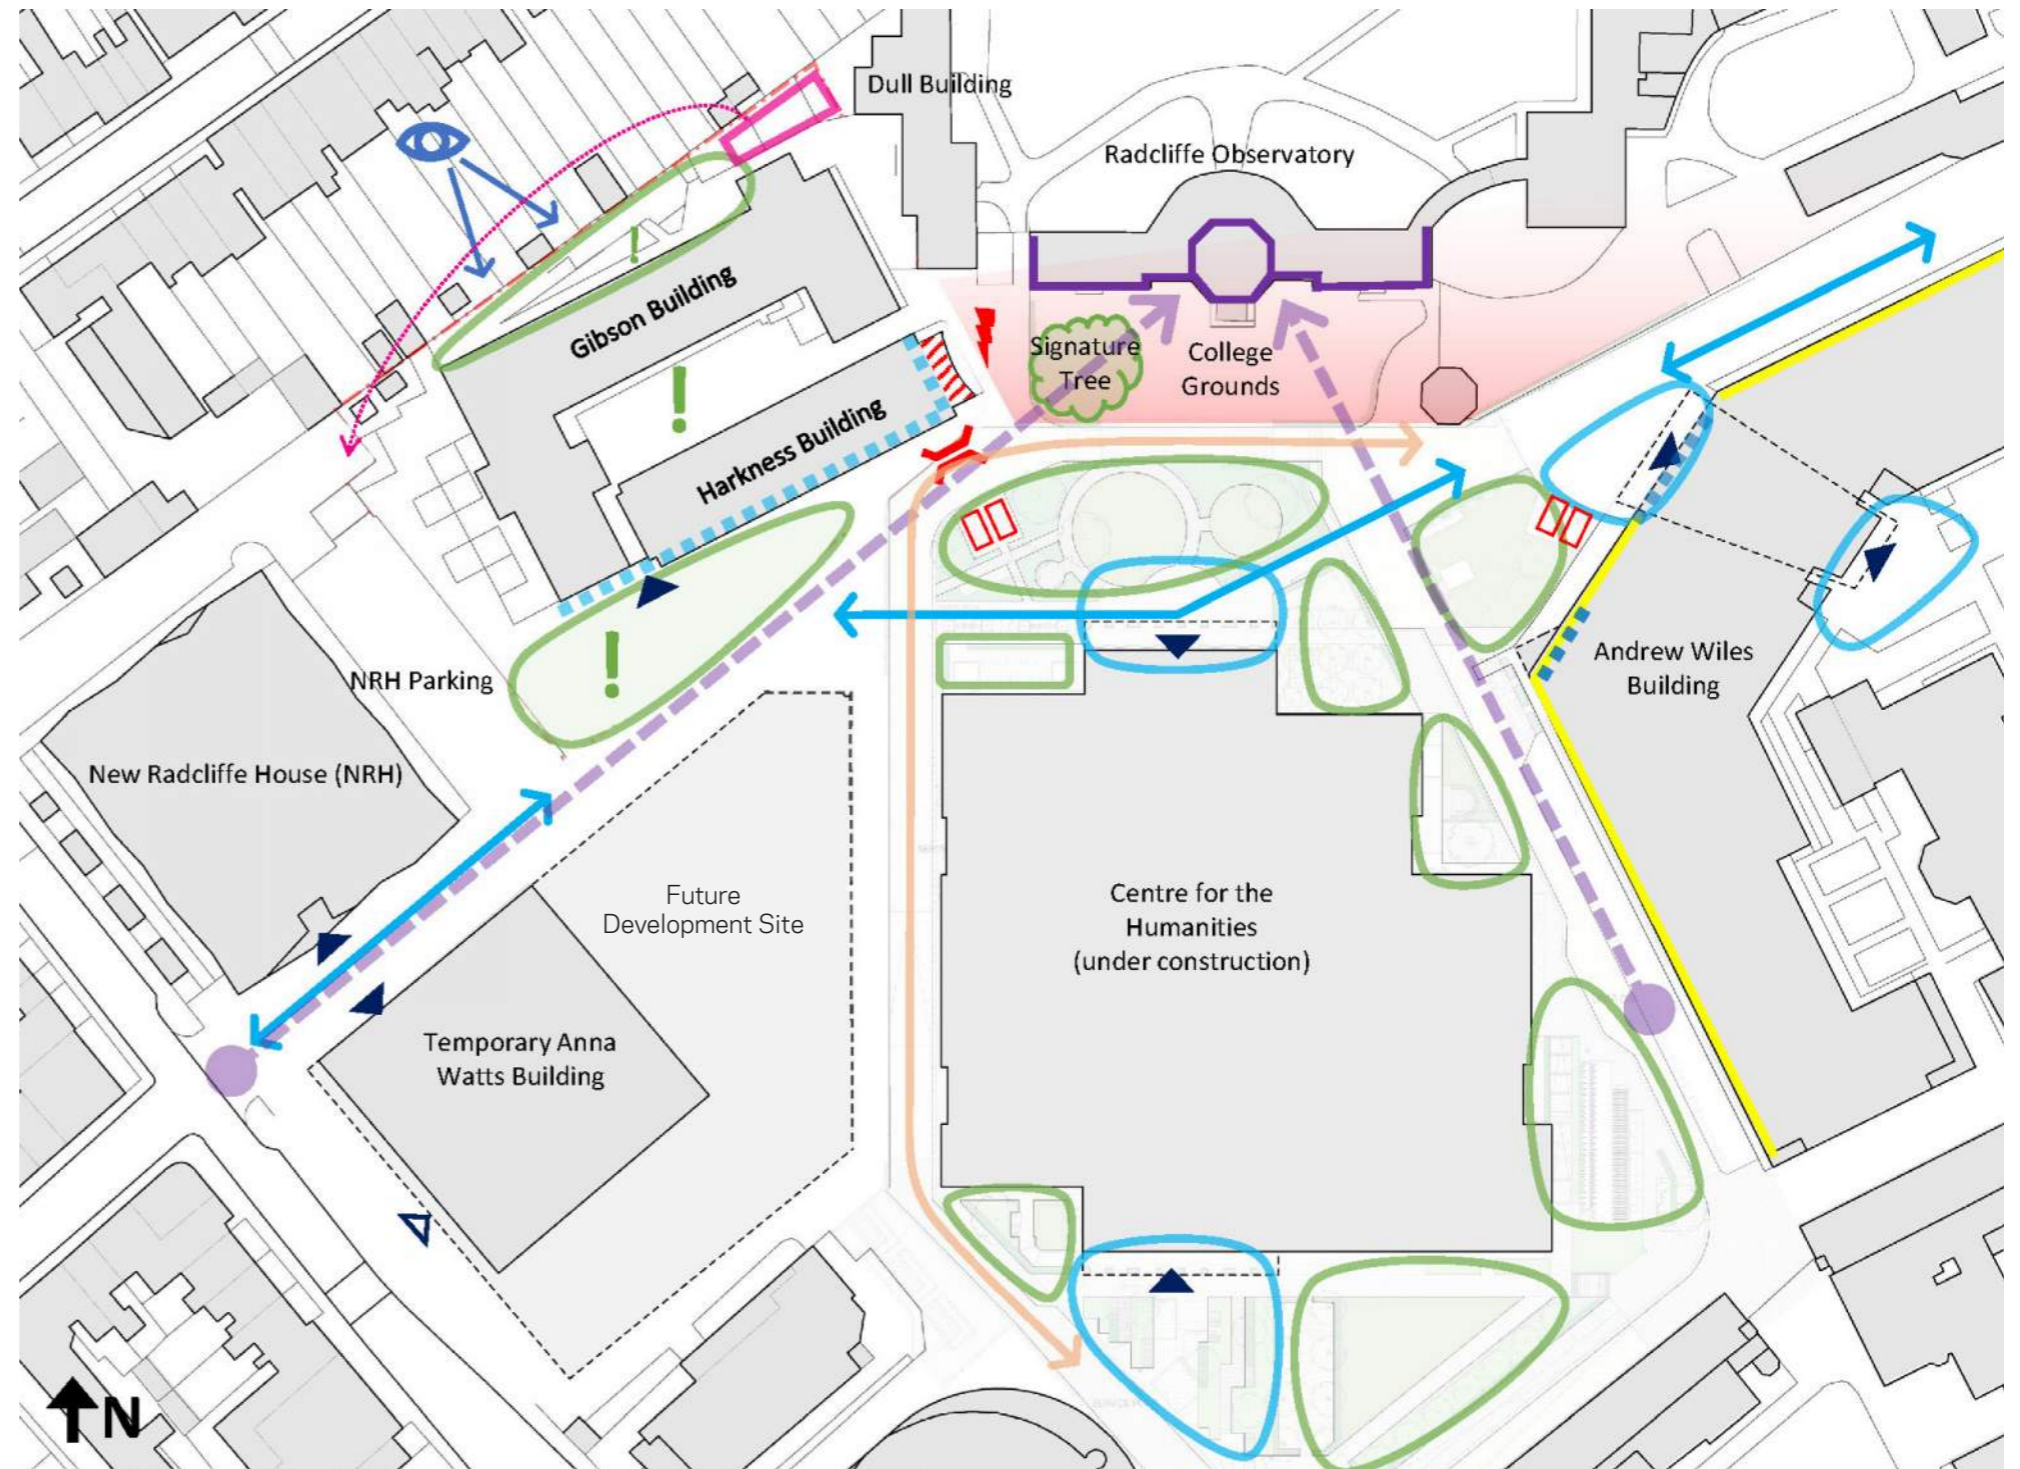 Dull Building
Radcliffe Observatory
!
Gibson Building
Signature
Tree
College
Grounds
!
Harkness Building
NRH Parking
!
Andrew Wiles
Building
New Radcliffe House (NRH)
Future
Development Site
Centre for the
Humanities
(under construction)
Temporary Anna
Watts Building
N